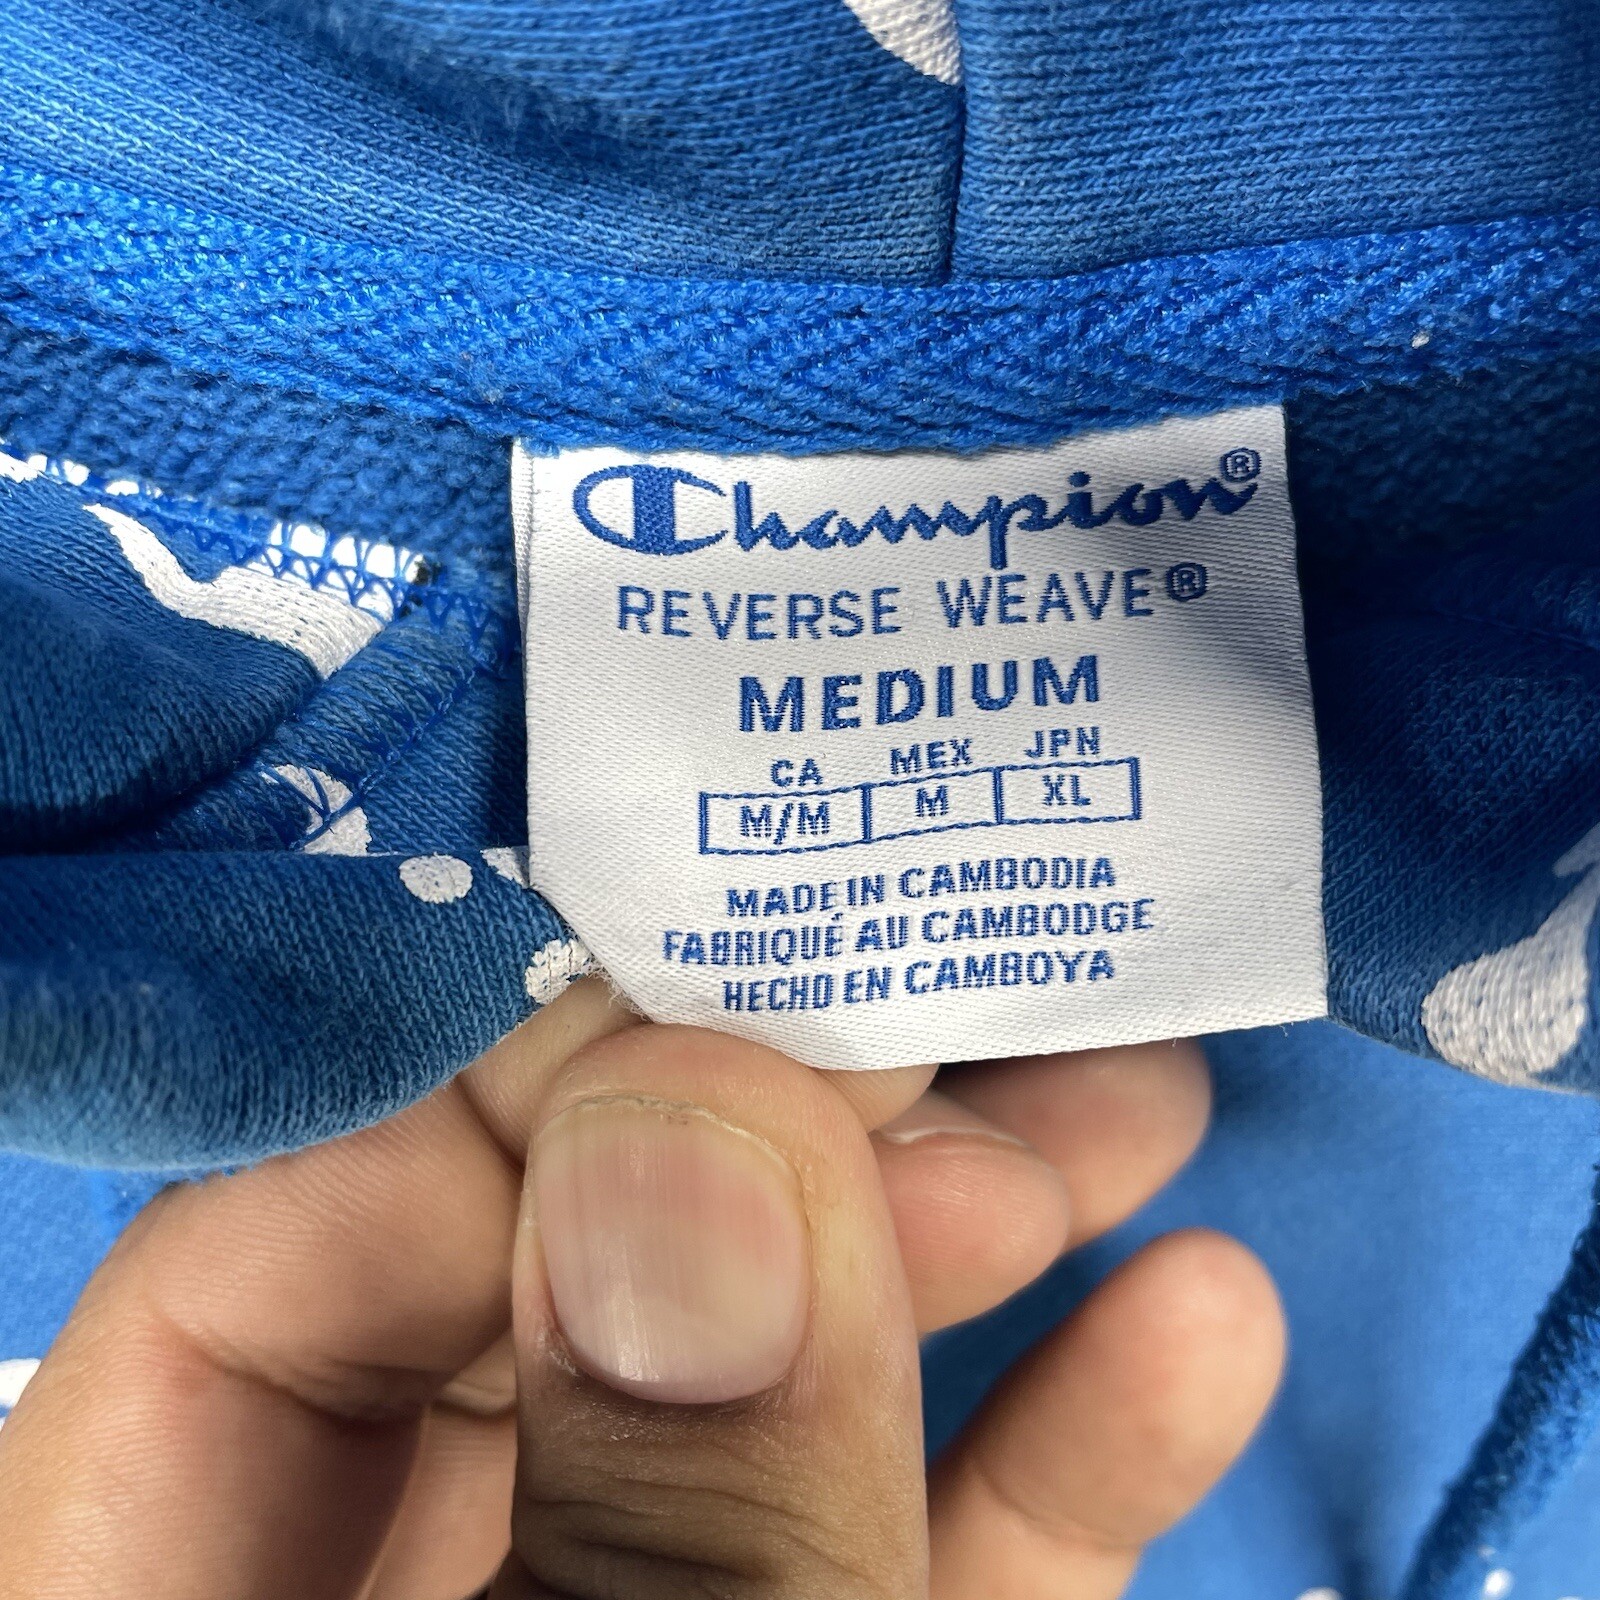 Champion®
REVERSE WEAVE®
MEDIUM
CA MEX JPN
M/M M XL
MADE IN CAMBODIA
FABRIQUÉ AU CAMBODGE
HECHO EN CAMBOYA